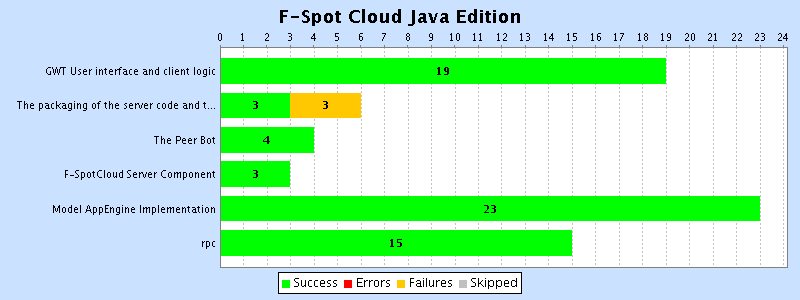 F-Spot Cloud Java Edition
0 1 2 3 4 5 6 7 8 9 10 11 12 13 14 15 16 17 18 19 20 21 22 23 24
GWT User interface and client logic 19
The packaging of the server code and t... 3 3
The Peer Bot 4
F-SpotCloud Server Component 3
Model AppEngine Implementation 23
rpc 15
Success Errors Failures Skipped